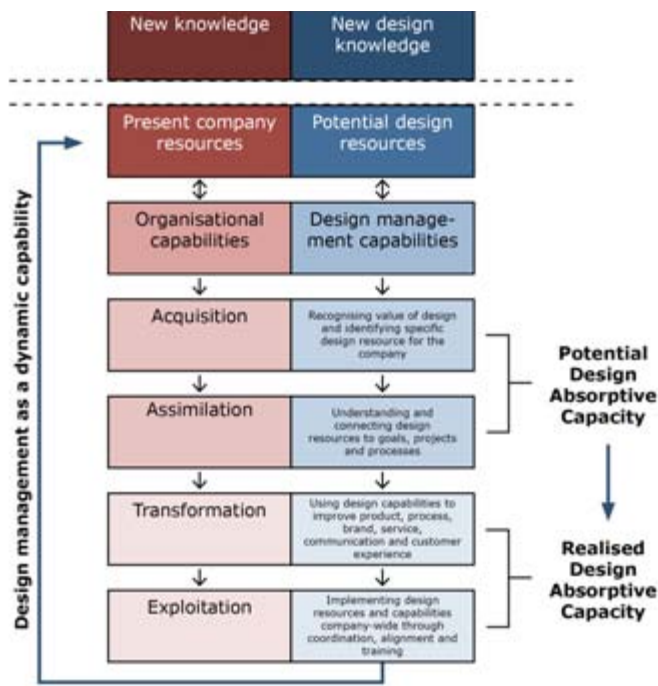 New knowledge
New design
knowledge
Present company
resources
Potential design
resources
Organisational
capabilities
Design manage-
ment capabilities
Acquisition
Recognising value of design
and identifying specific
design resource for the
company
Assimilation
Understanding and
connecting design
resources to goals, projects
and processes
Transformation
Using design capabilities to
improve product, process,
brand, service,
communication and customer
experience
Exploitation
Implementing design
resources and capabilities
company-wide through
coordination, alignment and
training
Potential
Design
Absorptive
Capacity
Realised
Design
Absorptive
Capacity
Design management as a dynamic capability